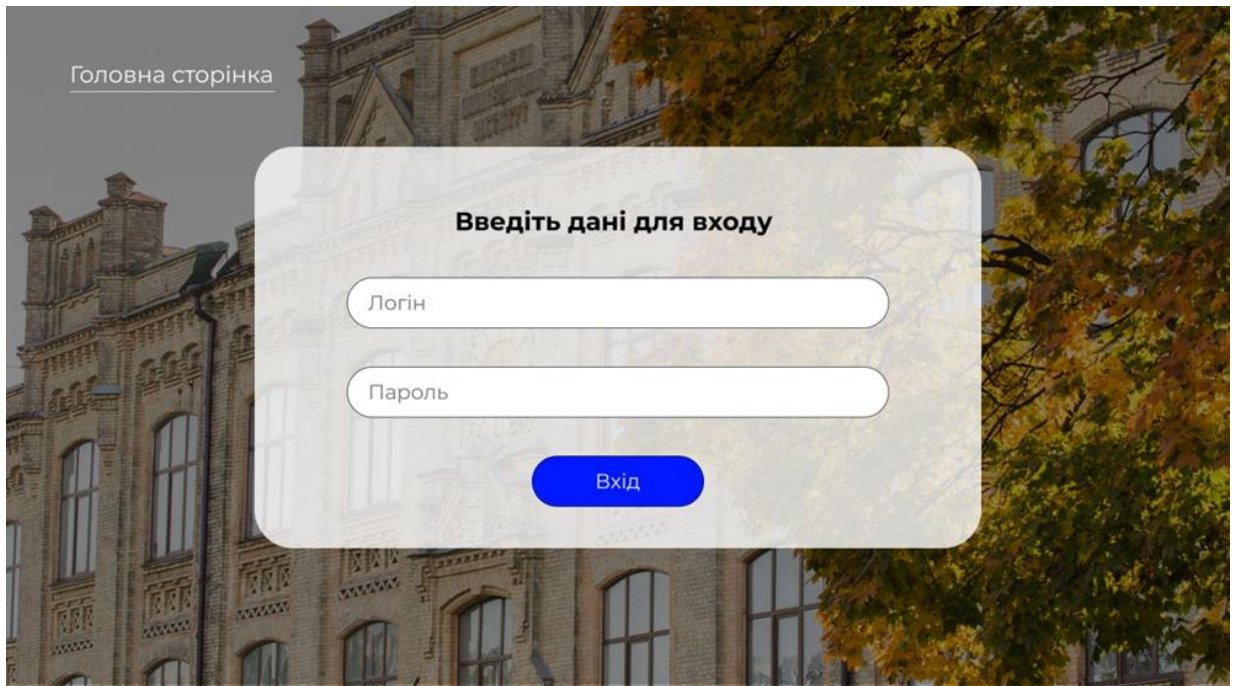 Головна сторінка
Введіть дані для входу
Логін
Пароль
Вхід